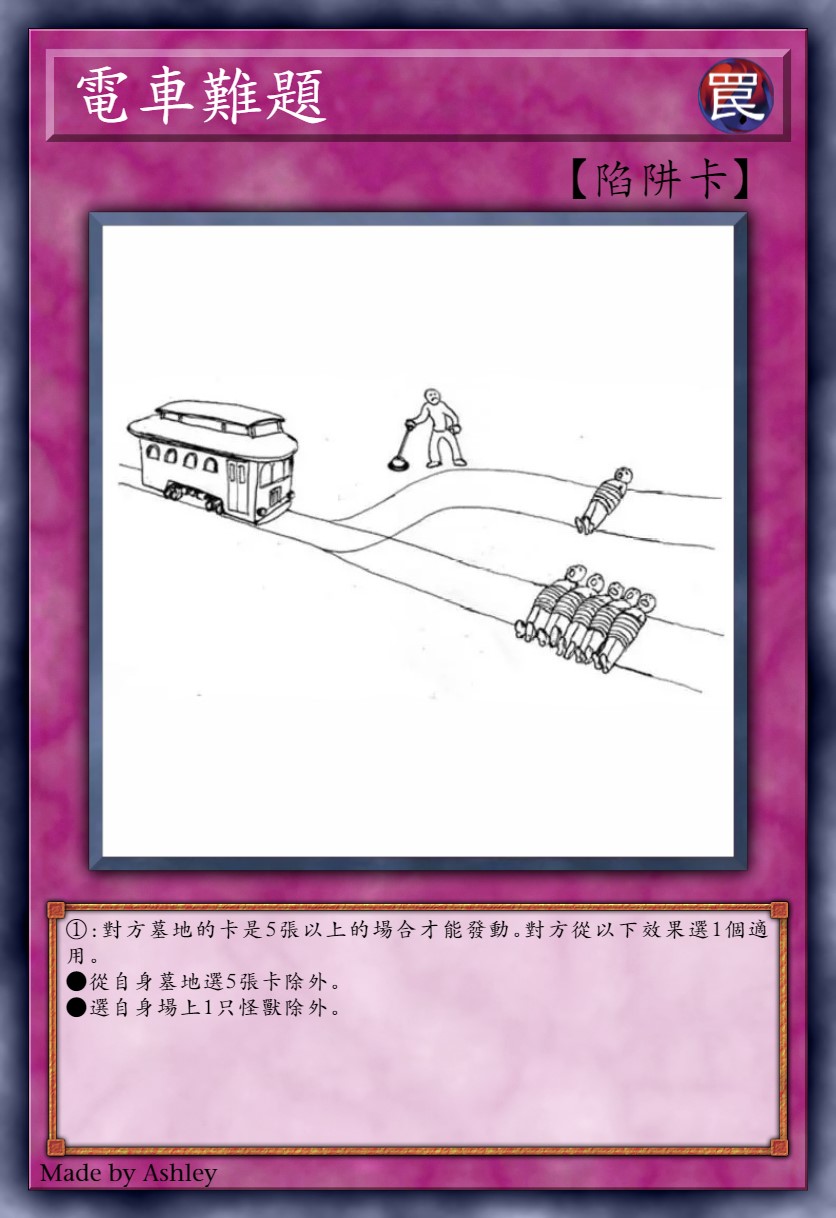 電車難題
罠
【陷阱卡】
①:對方墓地的卡是5張以上的場合才能發動。對方從以下效果選1個適
用。
●從自身墓地選5張卡除外。
●選自身場上1只怪獸除外。
Made by Ashley